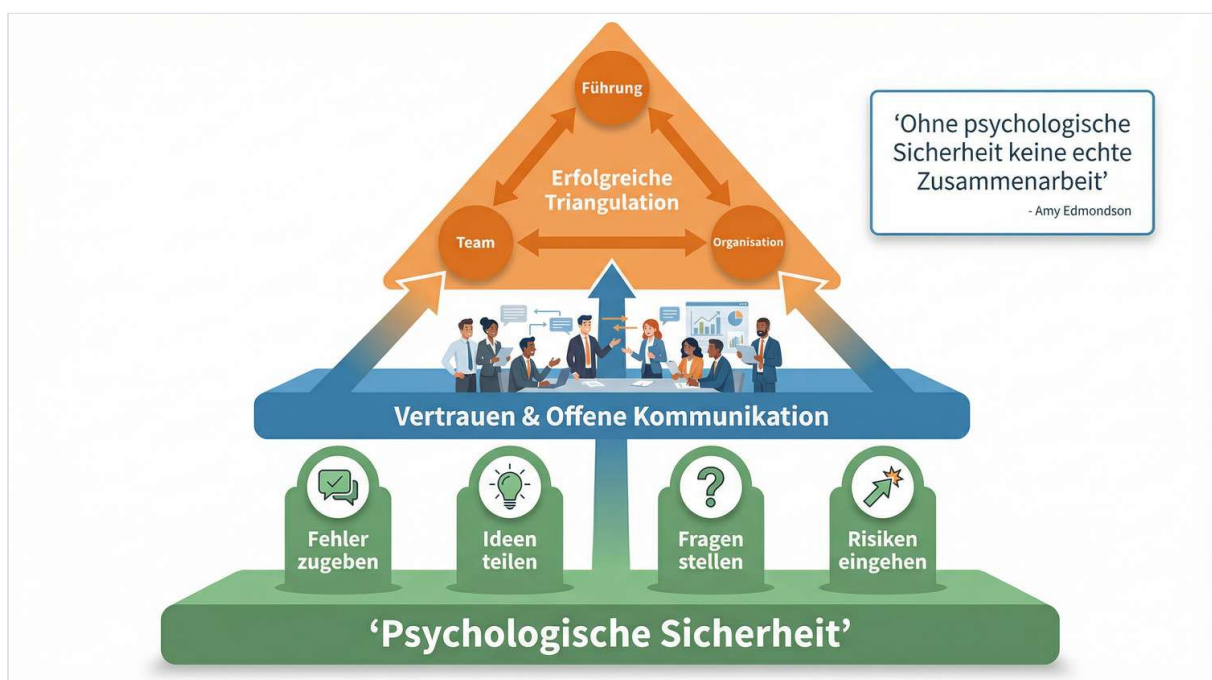 Führung
Erfolgreiche
Triangulation
Team
Organisation
‘Ohne psychologische
Sicherheit keine echte
Zusammenarbeit’
- Amy Edmondson
Vertrauen & Offene Kommunikation
Fehler
zugeben
Ideen
teilen
Fragen
stellen
Risiken
eingehen
‘Psychologische Sicherheit’